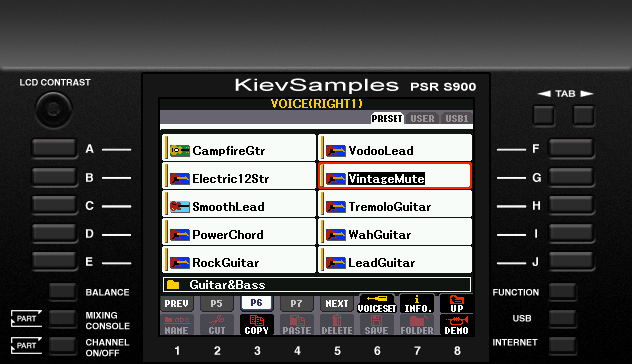 LCD CONTRAST
KievSamples PSR S900
TAB
VOICE(RIGHT1)
PRESET USER USB1
A CampfireGtr VodooLead F
B Electric12Str VintageMute G
C SmoothLead TremoloGuitar H
D PowerChord WahGuitar I
E RockGuitar LeadGuitar J
Guitar&Bass
BALANCE FUNCTION
PREV P5 P6 P7 NEXT VOICESET INFO. UP
PART MIXING CONSOLE USB
NAME CUT COPY PASTE DELETE SAVE FOLDER DEMO
PART CHANNEL ON/OFF INTERNET
1 2 3 4 5 6 7 8